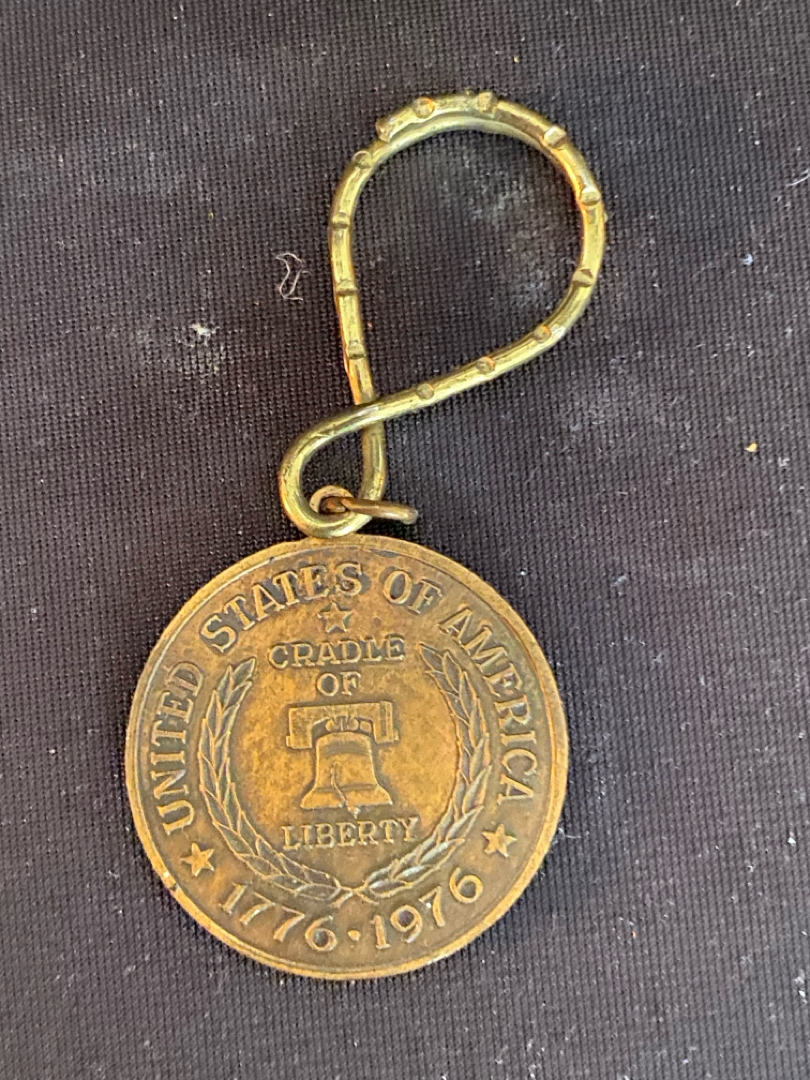 UNITED STATES OF AMERICA
CRADLE
OF
LIBERTY
1776 · 1976